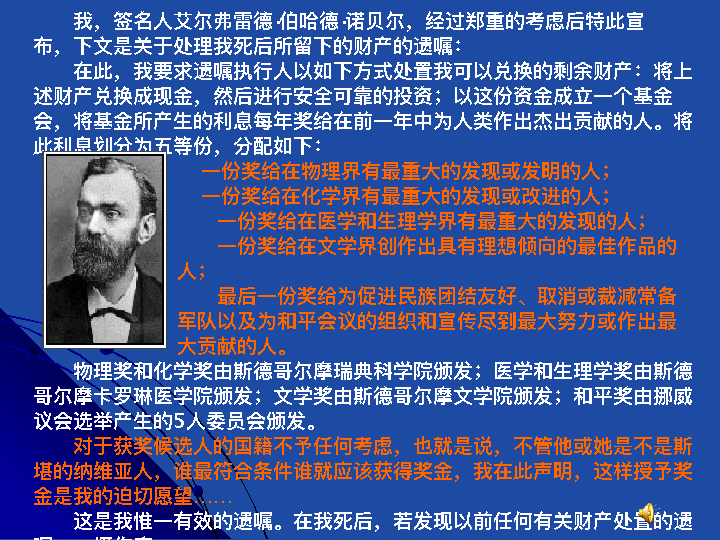 我，签名人艾尔弗雷德·伯哈德·诺贝尔，经过郑重的考虑后特此宣
布，下文是关于处理我死后所留下的财产的遗嘱：
在此，我要求遗嘱执行人以如下方式处置我可以兑换的剩余财产：将上
述财产兑换成现金，然后进行安全可靠的投资；以这份资金成立一个基金
会，将基金所产生的利息每年奖给在前一年中为人类作出杰出贡献的人。将
此利息划分为五等份，分配如下：
一份奖给在物理界有最重大的发现或发明的人；
一份奖给在化学界有最重大的发现或改进的人；
一份奖给在医学和生理学界有最重大的发现的人；
一份奖给在文学界创作出具有理想倾向的最佳作品的
人；
最后一份奖给为促进民族团结友好、取消或裁减常备
军队以及为和平会议的组织和宣传尽到最大努力或作出最
大贡献的人。
物理奖和化学奖由斯德哥尔摩瑞典科学院颁发；医学和生理学奖由斯德
哥尔摩卡罗琳医学院颁发；文学奖由斯德哥尔摩文学院颁发；和平奖由挪威
议会选举产生的5人委员会颁发。
对于获奖候选人的国籍不予任何考虑，也就是说，不管他或她是不是斯
堪的纳维亚人，谁最符合条件谁就应该获得奖金，我在此声明，这样授予奖
金是我的迫切愿望……
这是我惟一有效的遗嘱。在我死后，若发现以前任何有关财产处置的遗